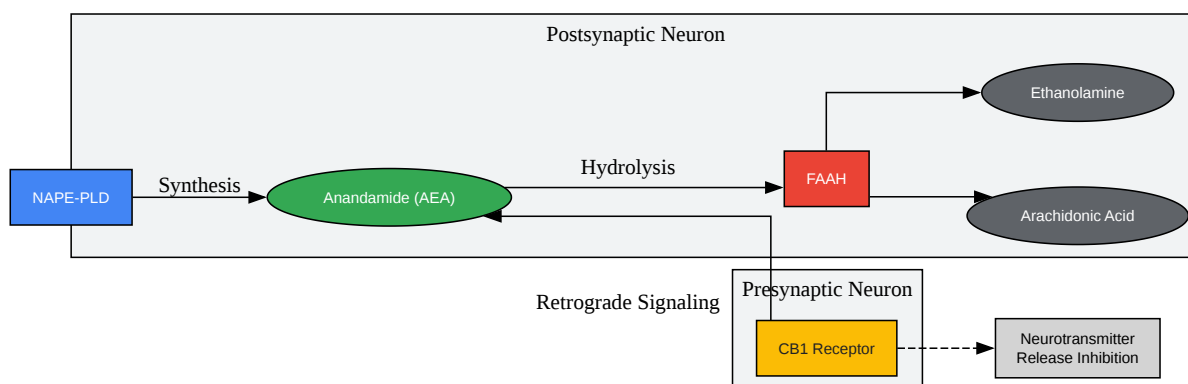 Postsynaptic Neuron
Ethanolamine
Hydrolysis
FAAH
NAPE-PLD
Synthesis
Anandamide (AEA)
Arachidonic Acid
Retrograde Signaling
Presynaptic Neuron
CB1 Receptor
Neurotransmitter
Release Inhibition